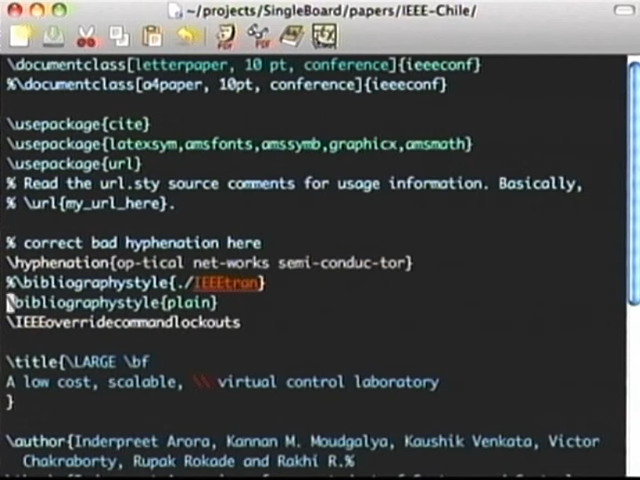 ~/projects/SingleBoard/papers/IEEE-Chile/
\documentclass[letterpaper, 10 pt, conference]{ieeeconf}
%\documentclass[a4paper, 10pt, conference]{ieeeconf}
\usepackage{cite}
\usepackage{latexsym,amsfonts,amssymb,graphicx,amsmath}
\usepackage{url}
% Read the url.sty source comments for usage information. Basically,
% \url{my_url_here}.
% correct bad hyphenation here
\hyphenation{op-tical net-works semi-conduc-tor}
%\bibliographystyle{./IEEEtran}
\bibliographystyle{plain}
\IEEEoverridecommandlockouts
\title{\LARGE \bf
A low cost, scalable, \\ virtual control laboratory
}
\author{Inderpreet Arora, Kannan M. Moudgalya, Kaushik Venkata, Victor
Chakraborty, Rupak Rokade and Rakhi R.%